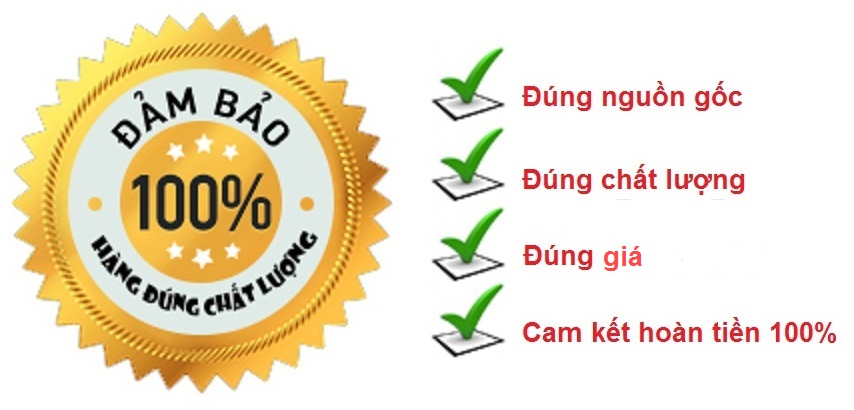 ĐẢM BẢO
100%
HÀNG ĐÚNG CHẤT LƯỢNG
Đúng nguồn gốc
Đúng chất lượng
Đúng giá
Cam kết hoàn tiền 100%